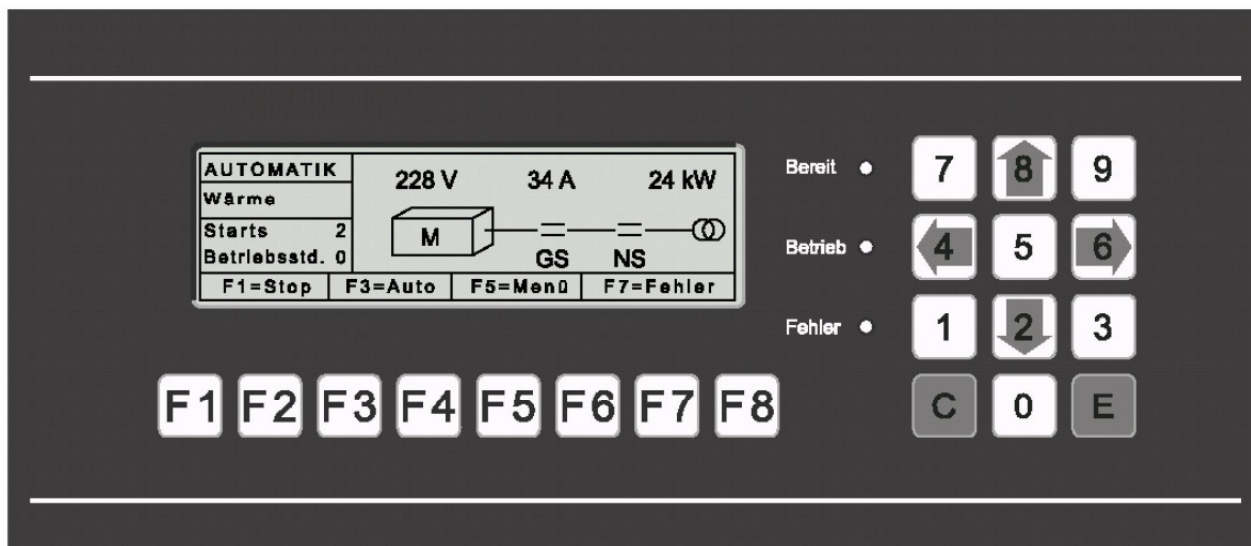 AUTOMATIK
Wärme
Starts 2
Betriebsstd. 0
228 V 34 A 24 kW
M
GS NS
F1=Stop F3=Auto F5=Menü F7=Fehler
Bereit
Betrieb
Fehler
7 8 9
4 5 6
1 2 3
C 0 E
F1 F2 F3 F4 F5 F6 F7 F8